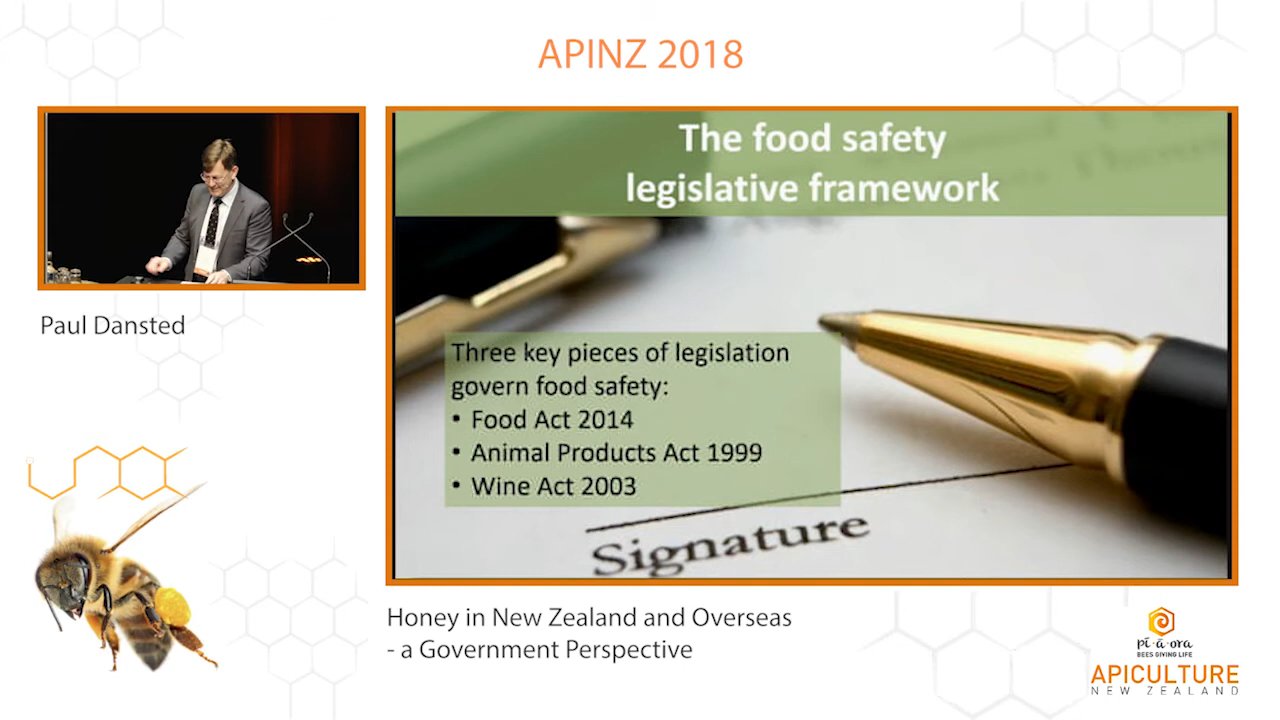 APINZ 2018
The food safety
legislative framework
Three key pieces of legislation
govern food safety:
• Food Act 2014
• Animal Products Act 1999
• Wine Act 2003
Signature
Paul Dansted
Honey in New Zealand and Overseas
- a Government Perspective
pī-ā-ora
BEES GIVING LIFE
APICULTURE
NEW ZEALAND